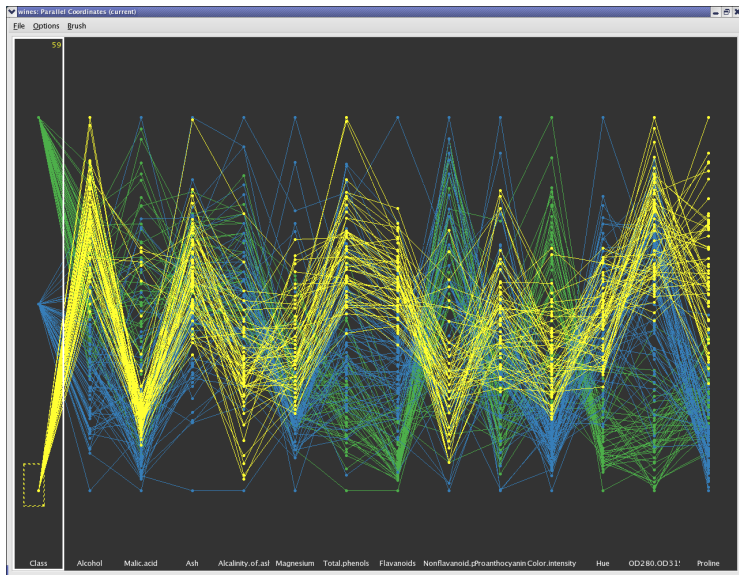 wines: Parallel Coordinates (current)
File Options Brush
59
Class Alcohol Malic.acid Ash Alcalinity.of.asl Magnesium Total.phenols Flavanoids Nonflavanoid.pProanthocyanin Color.intensity Hue OD280.OD31! Proline